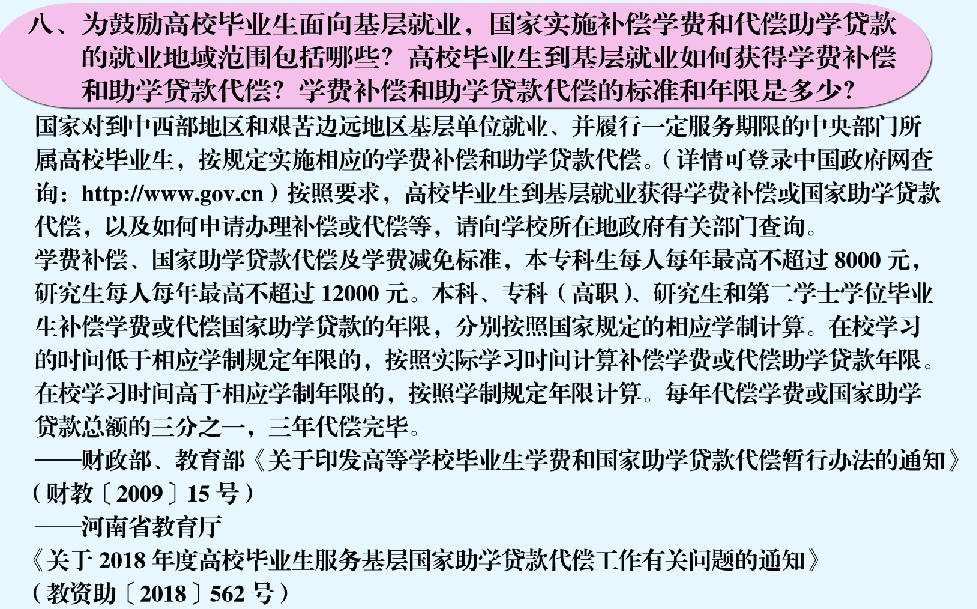 八、为鼓励高校毕业生面向基层就业，国家实施补偿学费和代偿助学贷款
的就业地域范围包括哪些？高校毕业生到基层就业如何获得学费补偿
和助学贷款代偿？学费补偿和助学贷款代偿的标准和年限是多少？
国家对到中西部地区和艰苦边远地区基层单位就业、并履行一定服务期限的中央部门所
属高校毕业生，按规定实施相应的学费补偿和助学贷款代偿。（详情可登录中国政府网查
询：http://www.gov.cn）按照要求，高校毕业生到基层就业获得学费补偿或国家助学贷款
代偿，以及如何申请办理补偿或代偿等，请向学校所在地政府有关部门查询。
学费补偿、国家助学贷款代偿及学费减免标准，本专科生每人每年最高不超过 8000 元，
研究生每人每年最高不超过 12000 元。本科、专科（高职）、研究生和第二学士学位毕业
生补偿学费或代偿国家助学贷款的年限，分别按照国家规定的相应学制计算。在校学习
的时间低于相应学制规定年限的，按照实际学习时间计算补偿学费或代偿助学贷款年限。
在校学习时间高于相应学制年限的，按照学制规定年限计算。每年代偿学费或国家助学
贷款总额的三分之一，三年代偿完毕。
——财政部、教育部《关于印发高等学校毕业生学费和国家助学贷款代偿暂行办法的通知》
（财教〔2009〕15 号）
——河南省教育厅
《关于 2018 年度高校毕业生服务基层国家助学贷款代偿工作有关问题的通知》
（教资助〔2018〕562 号）